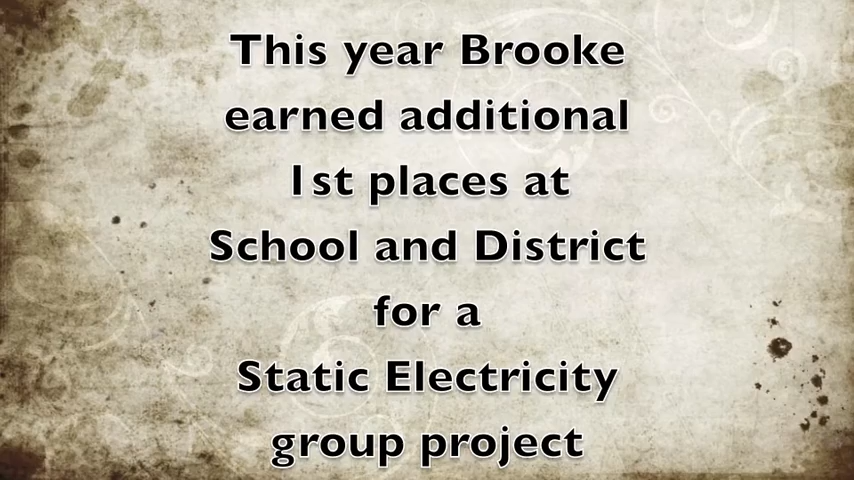 This year Brooke
earned additional
1st places at
School and District
for a
Static Electricity
group project